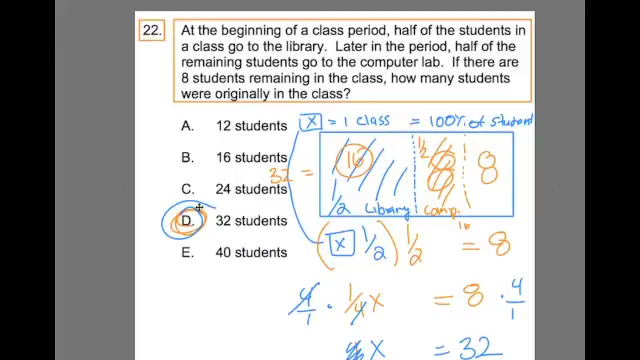 22. At the beginning of a class period, half of the students in
a class go to the library. Later in the period, half of the
remaining students go to the computer lab. If there are
8 students remaining in the class, how many students
were originally in the class?
A. 12 students
B. 16 students
C. 24 students
D. 32 students
E. 40 students
X = 1 class = 100% of student
32 = 16 1/2 8 8
1/2 Library comp.
(X 1/2) 1/2 = 8
4/1 · 1/4 x = 8 · 4/1
X = 32